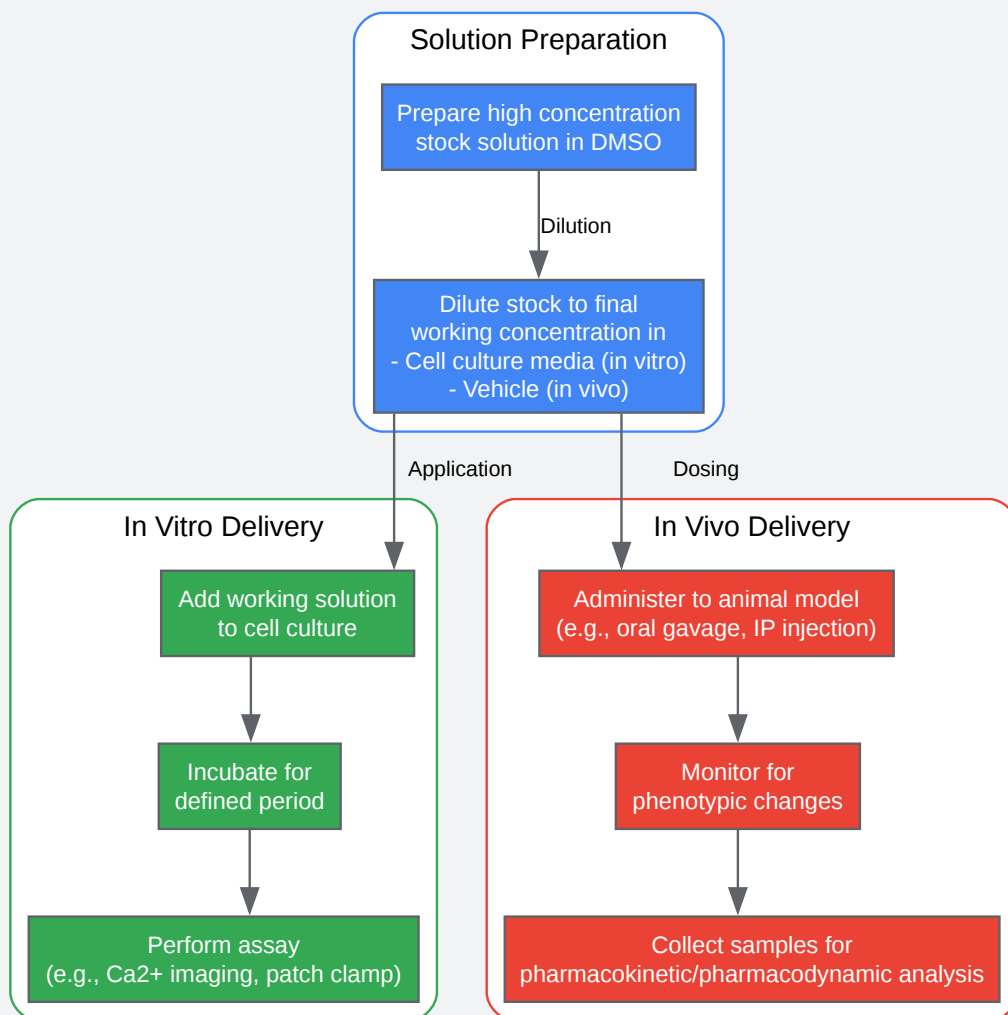 Solution Preparation
Prepare high concentration
stock solution in DMSO
Dilution
Dilute stock to final
working concentration in
- Cell culture media (in vitro)
- Vehicle (in vivo)
Application
Dosing
In Vitro Delivery
Add working solution
to cell culture
Incubate for
defined period
Perform assay
(e.g., Ca2+ imaging, patch clamp)
In Vivo Delivery
Administer to animal model
(e.g., oral gavage, IP injection)
Monitor for
phenotypic changes
Collect samples for
pharmacokinetic/pharmacodynamic analysis